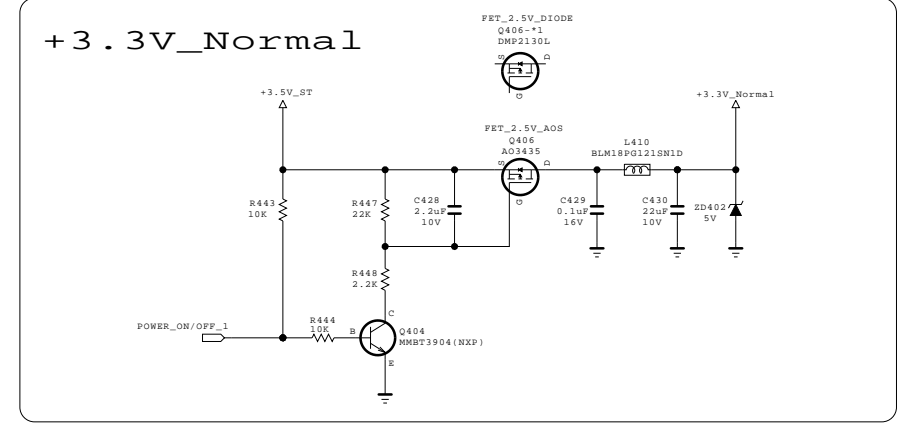 +3.3V_Normal
FET_2.5V_DIODE
Q406-*1
DMP2130L
S
D
G
+3.5V_ST
+3.3V_Normal
FET_2.5V_AOS
Q406
AO3435
S
D
G
L410
BLM18PG121SN1D
R443
10K
R447
22K
C428
2.2uF
10V
C429
0.1uF
16V
C430
22uF
10V
ZD402
5V
R448
2.2K
POWER_ON/OFF_1
R444
10K
B
C
Q404
MMBT3904(NXP)
E